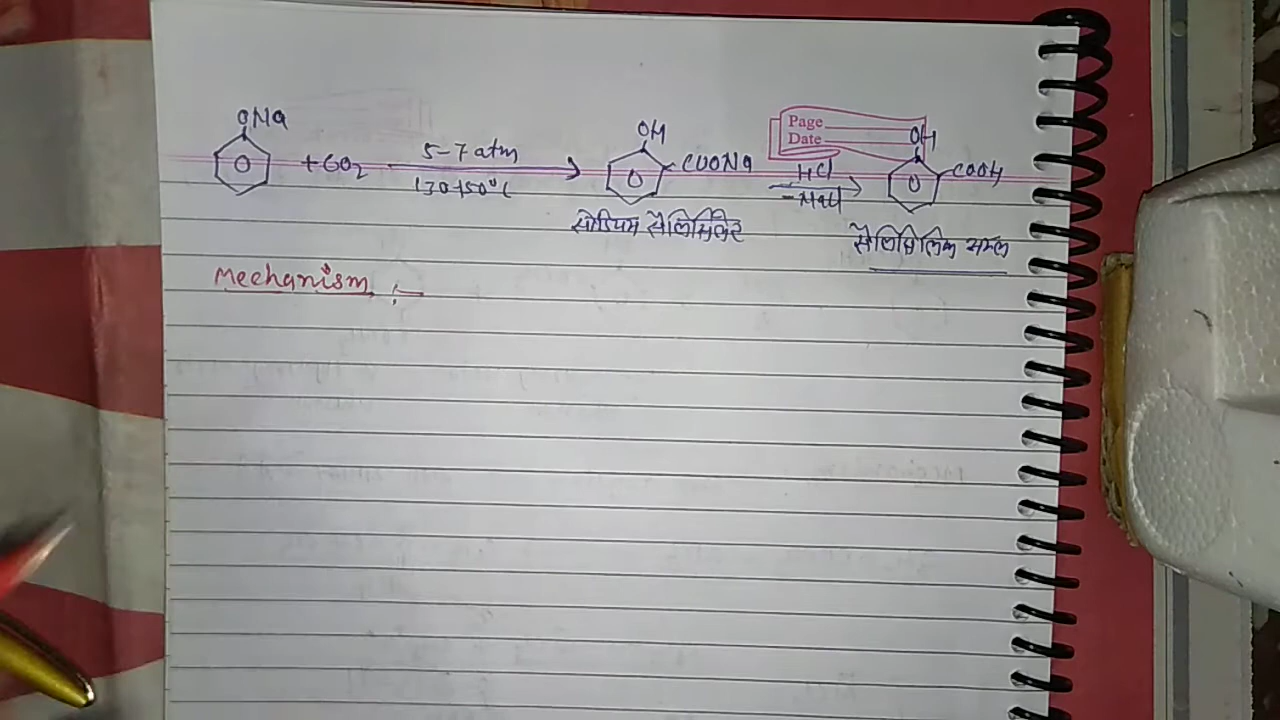 ONa
+CO₂
5-7 atm
130-150°C
OH
COONa
सोडियम सैलिसिलेट
Page
Date
HCl
-NaCl
OH
COOH
सैलिसिलिक अम्ल
Mechanism :-